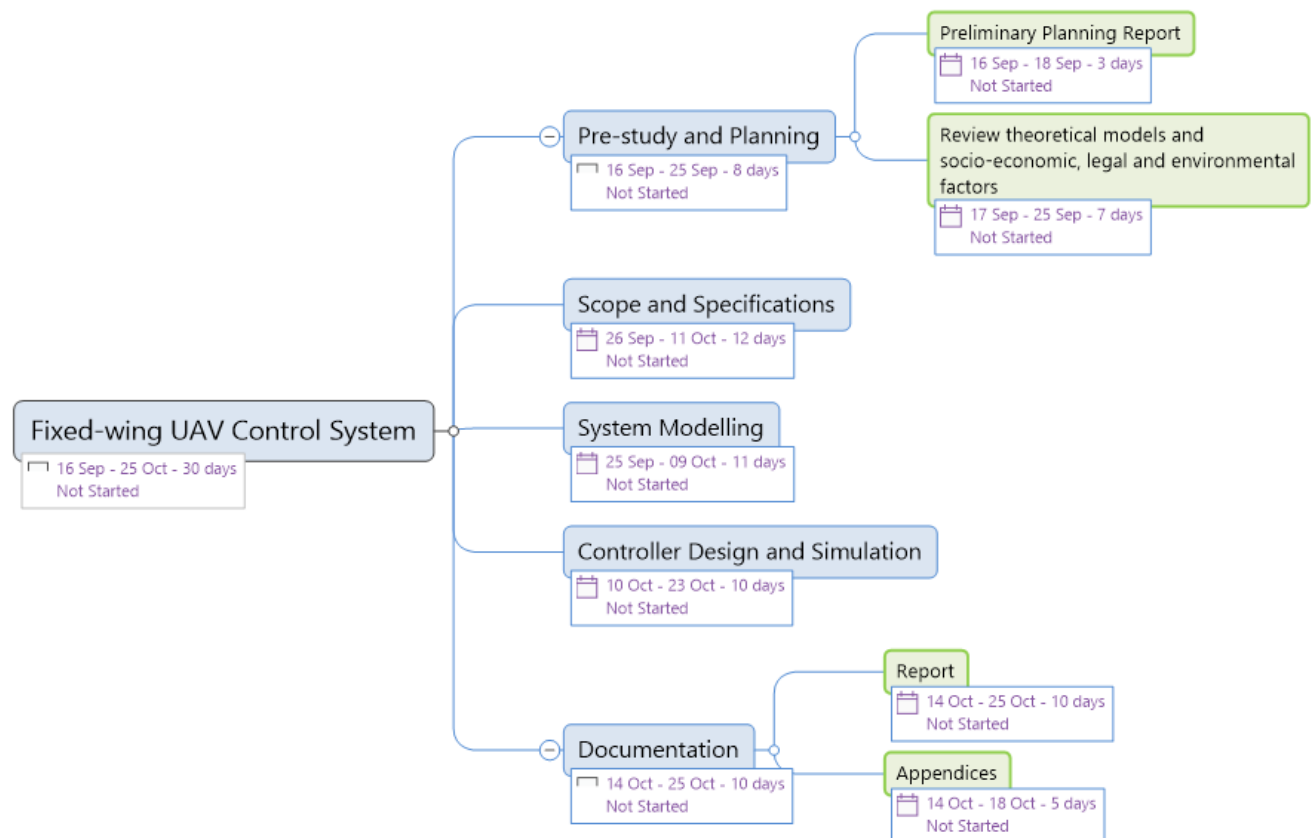 Fixed-wing UAV Control System
16 Sep - 25 Oct - 30 days
Not Started
Pre-study and Planning
16 Sep - 25 Sep - 8 days
Not Started
Preliminary Planning Report
16 Sep - 18 Sep - 3 days
Not Started
Review theoretical models and
socio-economic, legal and environmental
factors
17 Sep - 25 Sep - 7 days
Not Started
Scope and Specifications
26 Sep - 11 Oct - 12 days
Not Started
System Modelling
25 Sep - 09 Oct - 11 days
Not Started
Controller Design and Simulation
10 Oct - 23 Oct - 10 days
Not Started
Documentation
14 Oct - 25 Oct - 10 days
Not Started
Report
14 Oct - 25 Oct - 10 days
Not Started
Appendices
14 Oct - 18 Oct - 5 days
Not Started